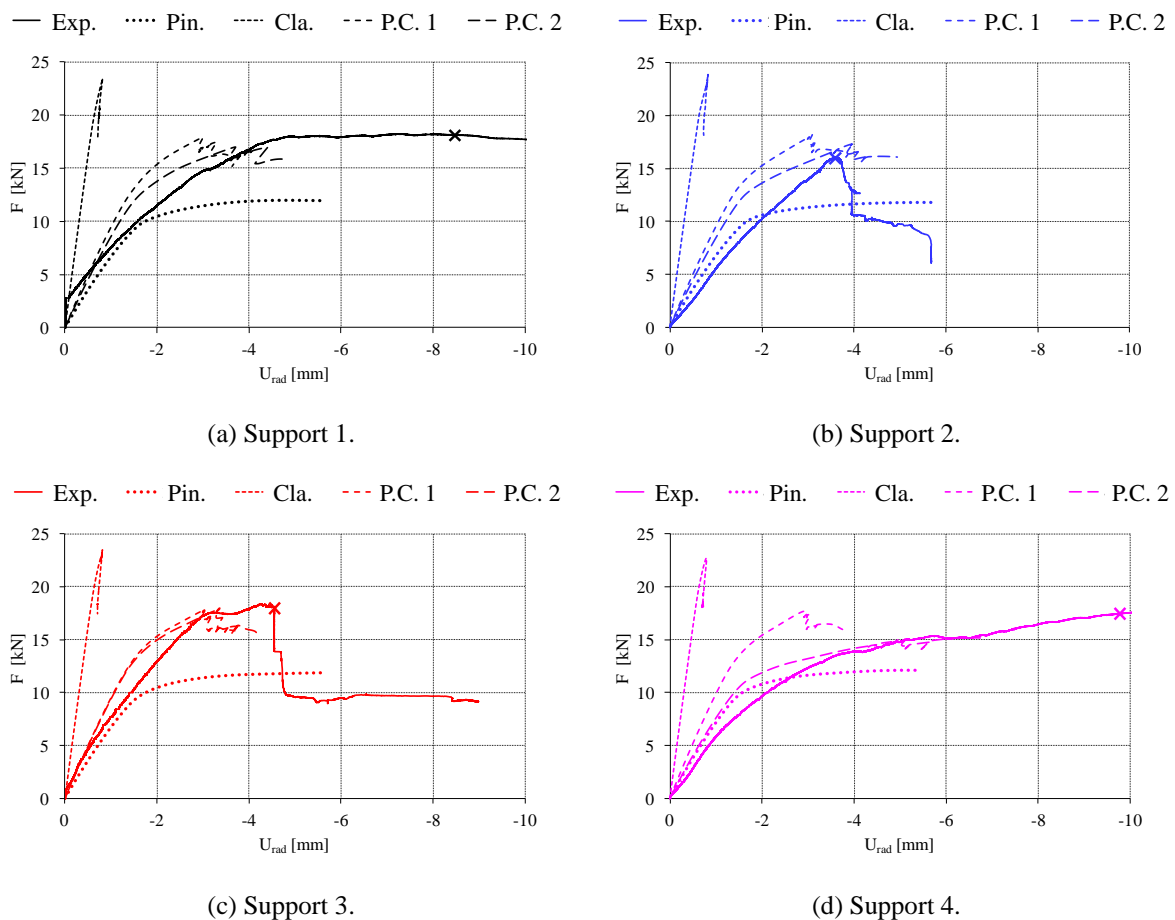 Exp. Pin. Cla. P.C. 1 P.C. 2
25
20
15
10
5
0
F [kN]
0 -2 -4 -6 -8 -10
Urad [mm]
(a) Support 1.
Exp. Pin. Cla. P.C. 1 P.C. 2
25
20
15
10
5
0
F [kN]
0 -2 -4 -6 -8 -10
Urad [mm]
(b) Support 2.
Exp. Pin. Cla. P.C. 1 P.C. 2
25
20
15
10
5
0
F [kN]
0 -2 -4 -6 -8 -10
Urad [mm]
(c) Support 3.
Exp. Pin. Cla. P.C. 1 P.C. 2
25
20
15
10
5
0
F [kN]
0 -2 -4 -6 -8 -10
Urad [mm]
(d) Support 4.